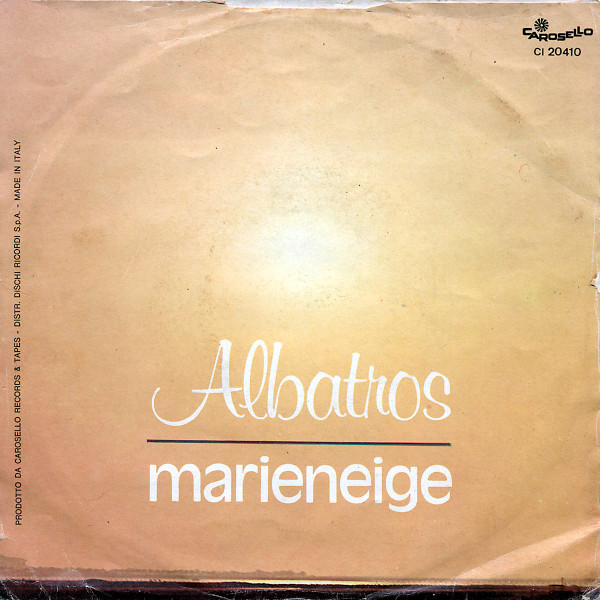 CAROSELLO
CI 20410
PRODOTTO DA CAROSELLO RECORDS & TAPES - DISTR. DISCHI RICORDI S.p.A. - MADE IN ITALY
Albatros
marieneige